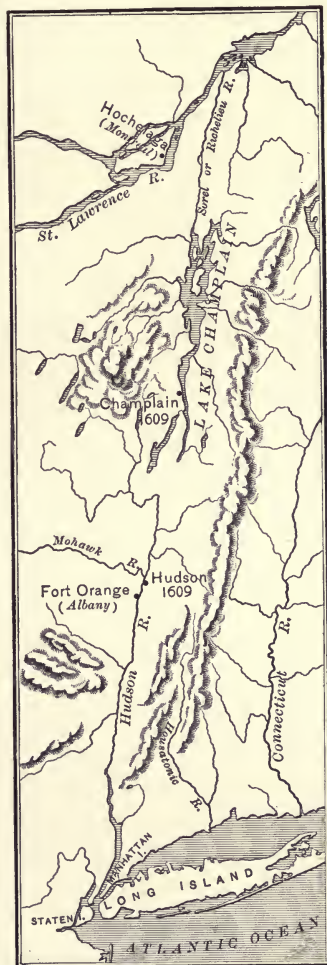 Hochelaga
(Montreal)
St. Lawrence R.
Sorel or Richelieu R.
LAKE CHAMPLAIN
Champlain
1609
Mohawk R.
Hudson
1609
Fort Orange
(Albany)
Hudson R.
Connecticut R.
Housatonic R.
MANHATTAN I.
LONG ISLAND
STATEN I.
ATLANTIC OCEAN